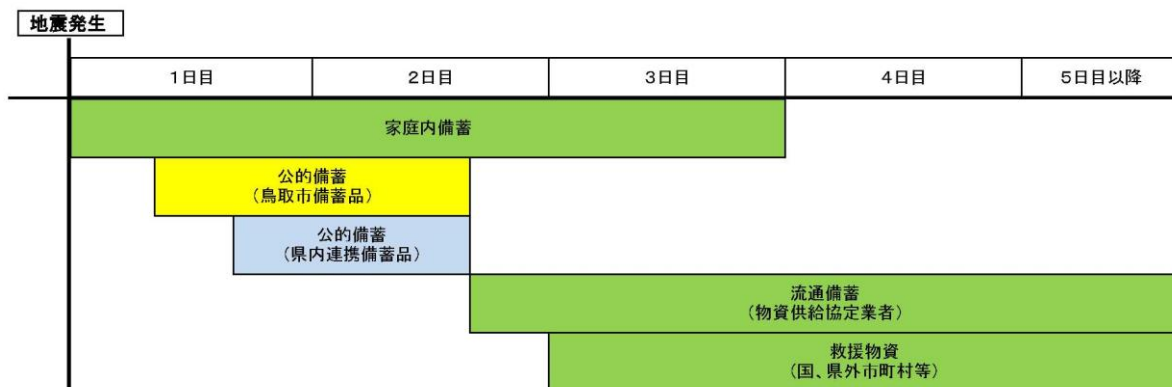 地震発生
1日目
2日目
3日目
4日目
5日目以降
家庭内備蓄
公的備蓄
(鳥取市備蓄品)
公的備蓄
(県内連携備蓄品)
流通備蓄
(物資供給協定業者)
救援物資
(国、県外市町村等)